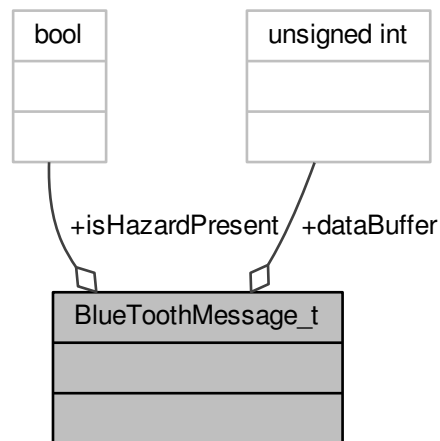 bool
unsigned int
+isHazardPresent
+dataBuffer
BlueToothMessage_t